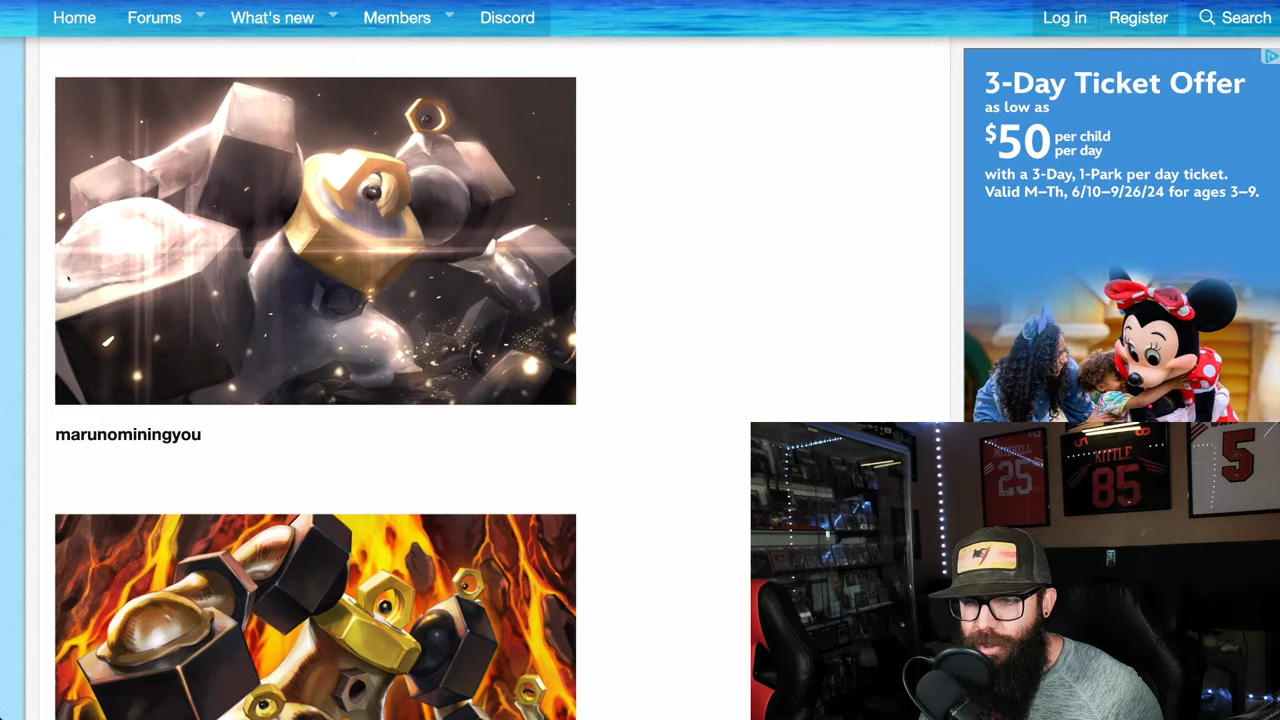 Home
Forums
What's new
Members
Discord
Log in
Register
Search
3-Day Ticket Offer
as low as
$50 per child
per day
with a 3-Day, 1-Park per day ticket.
Valid M–Th, 6/10–9/26/24 for ages 3–9.
marunominingyou
25
KITTLE
85
5